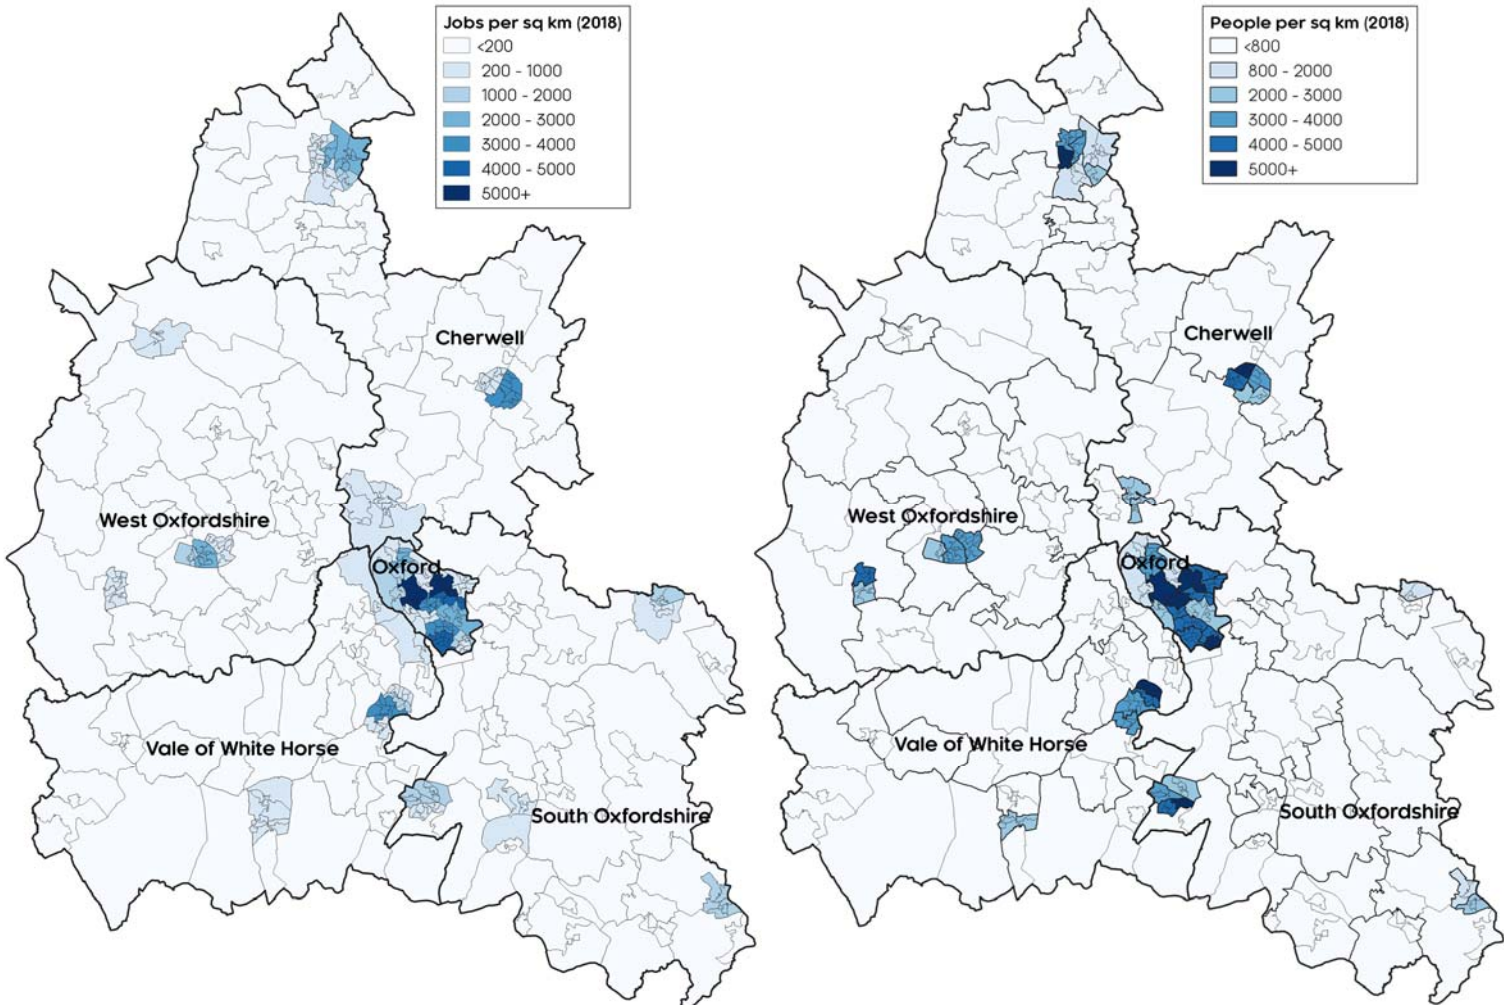 Jobs per sq km (2018)
<200
200 - 1000
1000 - 2000
2000 - 3000
3000 - 4000
4000 - 5000
5000+
Cherwell
West Oxfordshire
Oxford
Vale of White Horse
South Oxfordshire
People per sq km (2018)
<800
800 - 2000
2000 - 3000
3000 - 4000
4000 - 5000
5000+
Cherwell
West Oxfordshire
Oxford
Vale of White Horse
South Oxfordshire